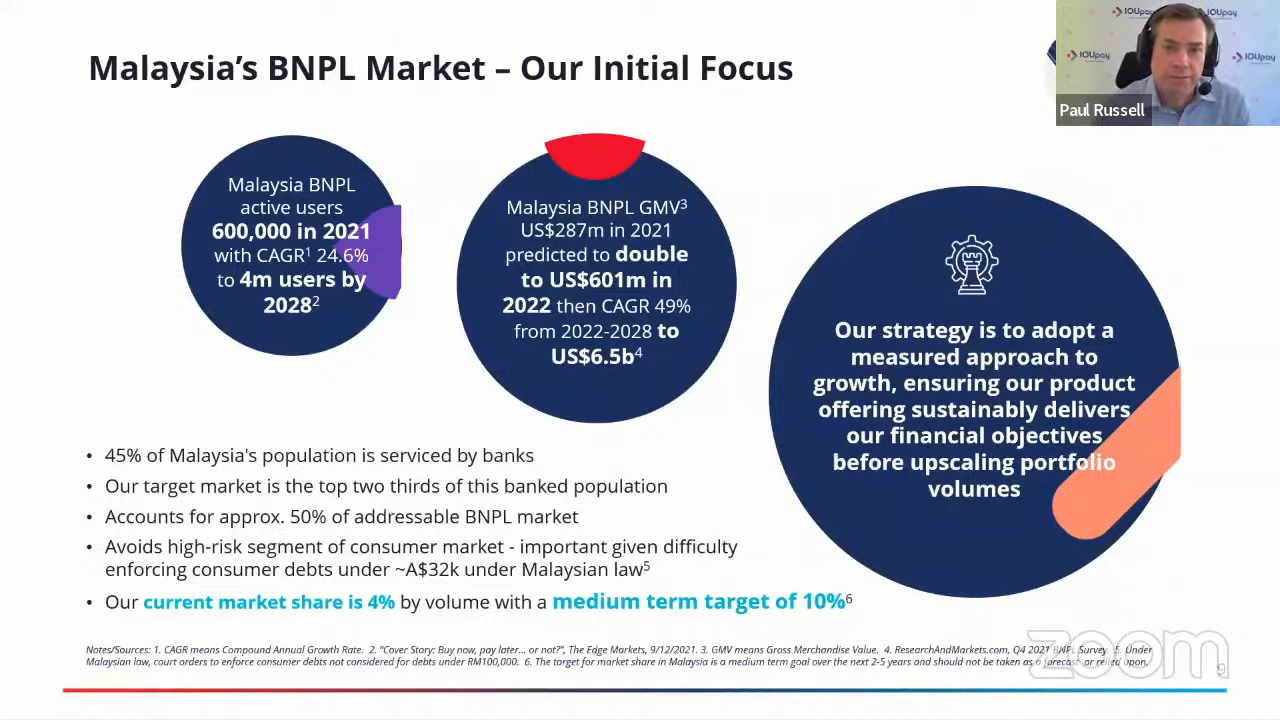 Malaysia's BNPL Market – Our Initial Focus
IOUpay
IOUpay
IOUpay
IOUpay
Paul Russell
Malaysia BNPL
active users
600,000 in 2021
with CAGR¹ 24.6%
to 4m users by
2028²
Malaysia BNPL GMV³
US$287m in 2021
predicted to double
to US$601m in
2022 then CAGR 49%
from 2022-2028 to
US$6.5b⁴
Our strategy is to adopt a
measured approach to
growth, ensuring our product
offering sustainably delivers
our financial objectives
before upscaling portfolio
volumes
• 45% of Malaysia's population is serviced by banks
• Our target market is the top two thirds of this banked population
• Accounts for approx. 50% of addressable BNPL market
• Avoids high-risk segment of consumer market - important given difficulty
enforcing consumer debts under ~A$32k under Malaysian law⁵
• Our current market share is 4% by volume with a medium term target of 10%⁶
Notes/Sources: 1. CAGR means Compound Annual Growth Rate. 2. "Cover Story: Buy now, pay later... or not?", The Edge Markets, 9/12/2021. 3. GMV means Gross Merchandise Value. 4. ResearchAndMarkets.com, Q4 2021 BNPL Survey. 5. Under
Malaysian law, court orders to enforce consumer debts not considered for debts under RM100,000. 6. The target for market share in Malaysia is a medium term goal over the next 2-5 years and should not be taken as a forecast or relied upon.
zoom
9